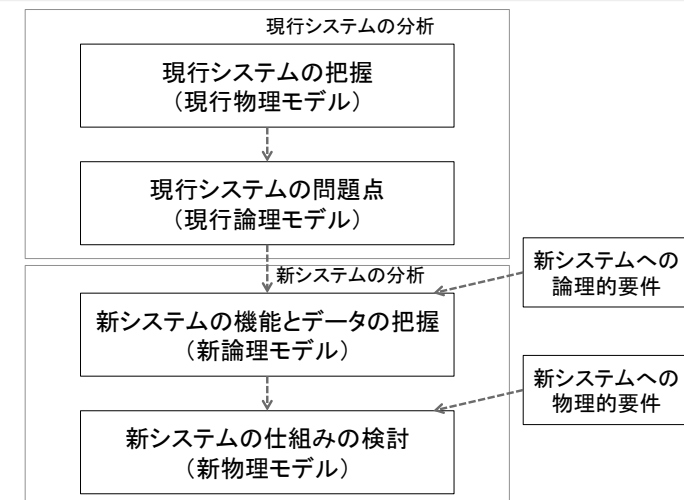 現行システムの分析
現行システムの把握
（現行物理モデル）
現行システムの問題点
（現行論理モデル）
新システムの分析
新システムへの
論理的要件
新システムの機能とデータの把握
（新論理モデル）
新システムへの
物理的要件
新システムの仕組みの検討
（新物理モデル）